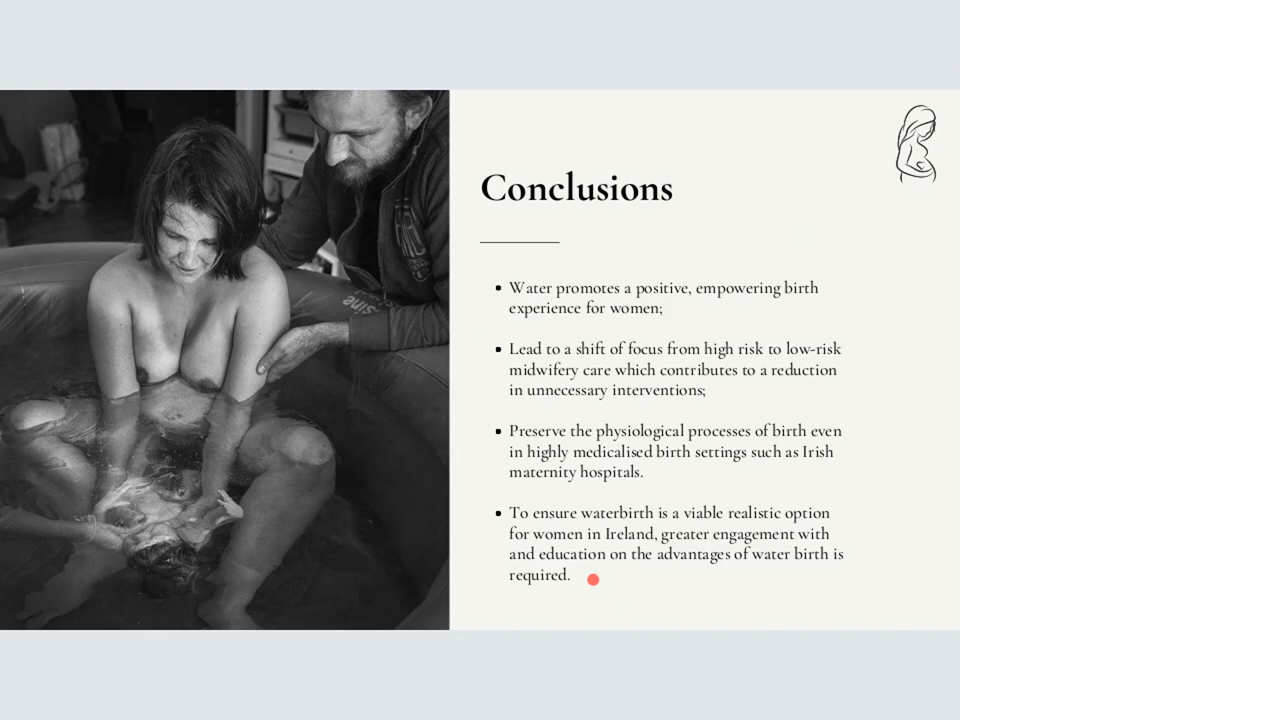 Conclusions
Water promotes a positive, empowering birth
experience for women;
Lead to a shift of focus from high risk to low-risk
midwifery care which contributes to a reduction
in unnecessary interventions;
Preserve the physiological processes of birth even
in highly medicalised birth settings such as Irish
maternity hospitals.
To ensure waterbirth is a viable realistic option
for women in Ireland, greater engagement with
and education on the advantages of water birth is
required.